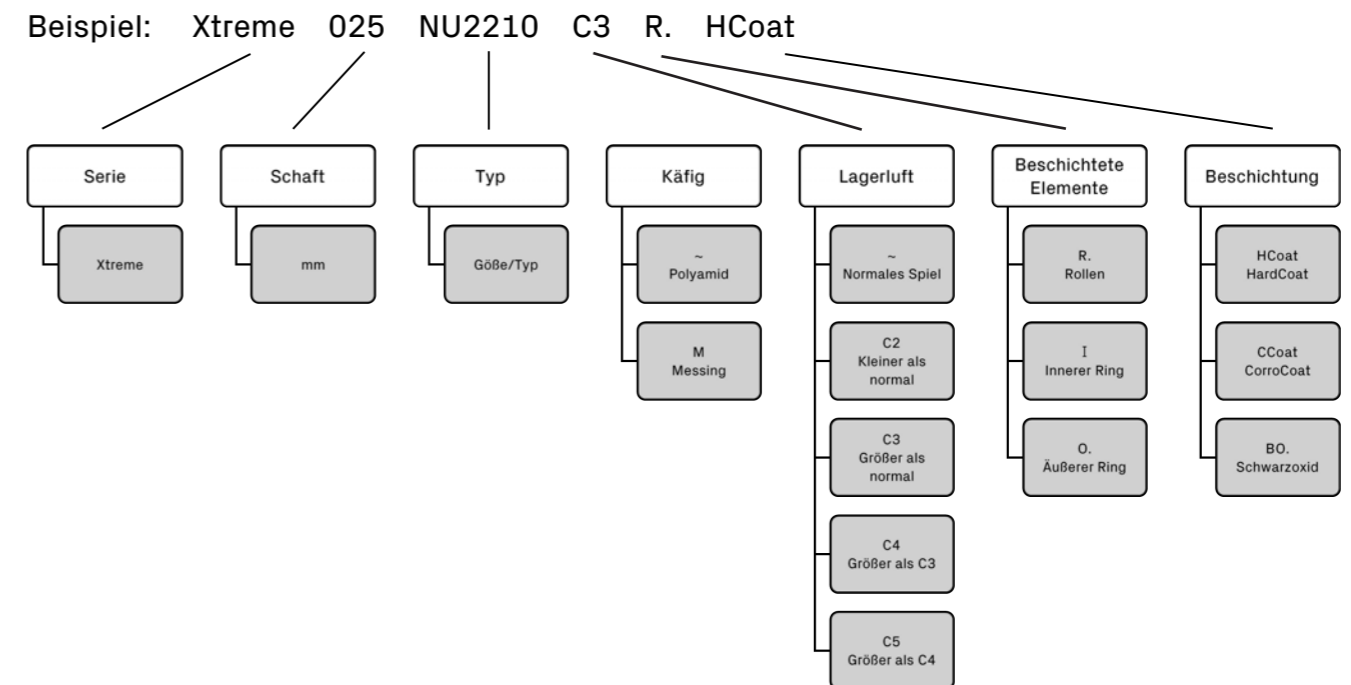 Beispiel: Xtreme 025 NU2210 C3 R. HCoat
Serie
Schaft
Typ
Käfig
Lagerluft
Beschichtete
Elemente
Beschichtung
Xtreme
mm
Göße/Typ
~
Polyamid
~
Normales Spiel
R.
Rollen
HCoat
HardCoat
M
Messing
C2
Kleiner als
normal
I
Innerer Ring
CCoat
CorroCoat
C3
Größer als
normal
O.
Äußerer Ring
BO.
Schwarzoxid
C4
Größer als C3
C5
Größer als C4